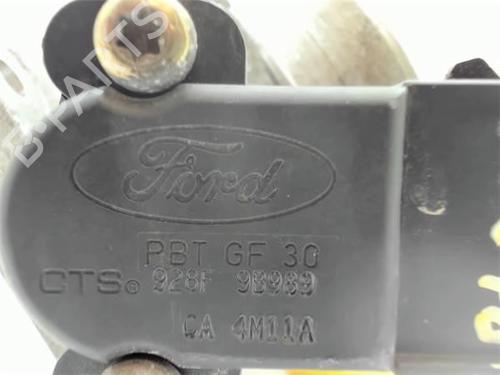 Ford
PBT GF 30
CTS® 928F 9B989
CA 4M11A
B-PARTS